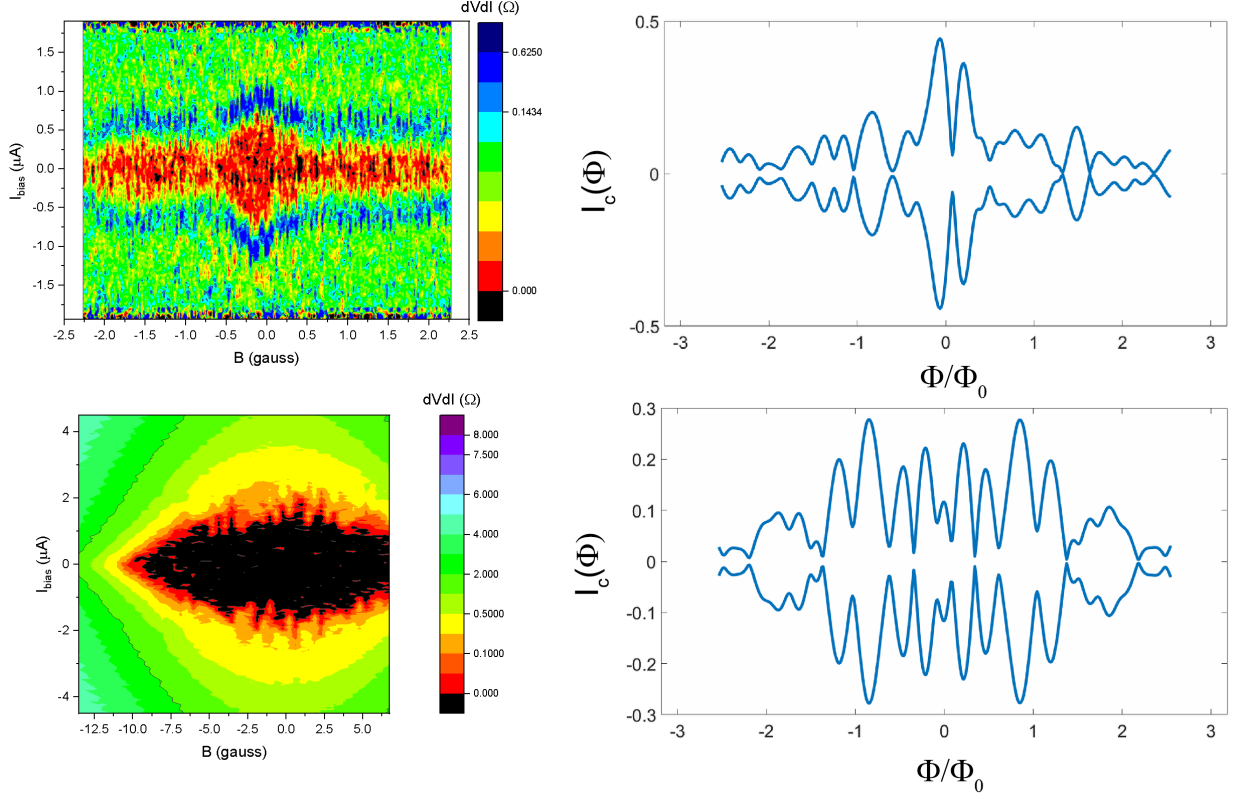 dVdI (Ω)
1.5
1.0
0.5
0.0
-0.5
-1.0
-1.5
I_bias (µA)
-2.5 -2.0 -1.5 -1.0 -0.5 0.0 0.5 1.0 1.5 2.0 2.5
B (gauss)
0.6250
0.1434
0.000
0.5
0
-0.5
I_c(Φ)
-3 -2 -1 0 1 2 3
Φ/Φ_0
dVdI (Ω)
4
2
0
-2
-4
I_bias (µA)
-12.5 -10.0 -7.5 -5.0 -2.5 0.0 2.5 5.0
B (gauss)
8.000
7.500
6.000
4.000
2.000
0.5000
0.1000
0.000
0.3
0.2
0.1
0
-0.1
-0.2
-0.3
I_c(Φ)
-3 -2 -1 0 1 2 3
Φ/Φ_0